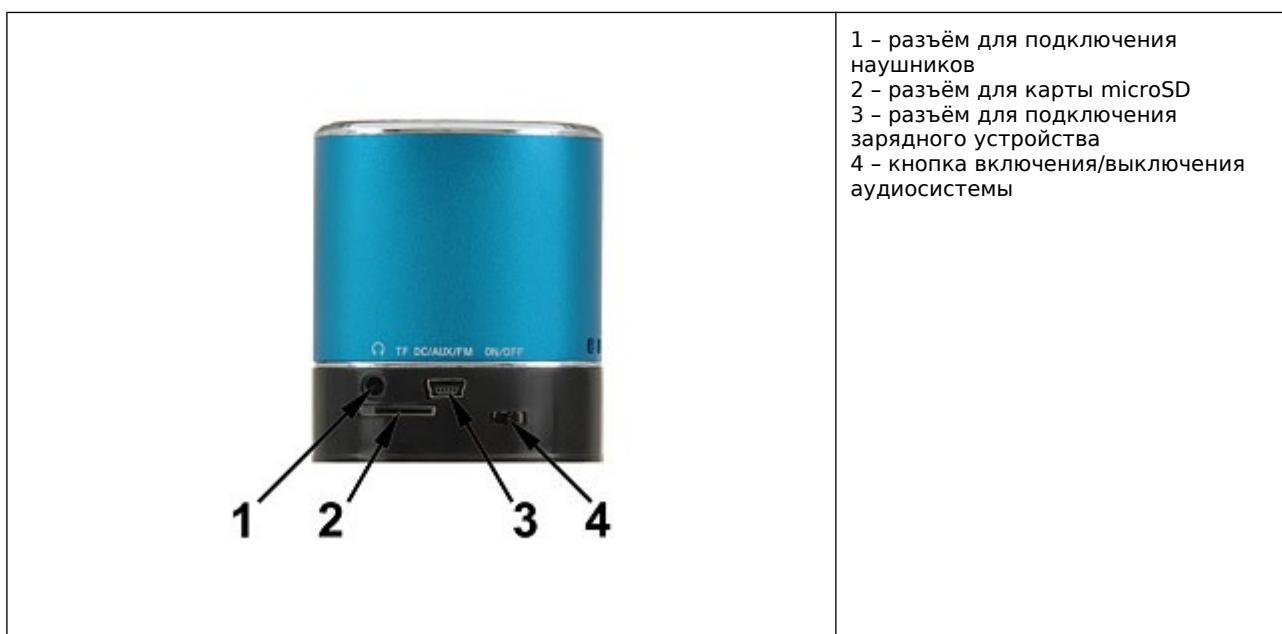 1 – разъём для подключения
наушников
2 – разъём для карты microSD
3 – разъём для подключения
зарядного устройства
4 – кнопка включения/выключения
аудиосистемы
TF DC/AUX/FM ON/OFF
1 2 3 4